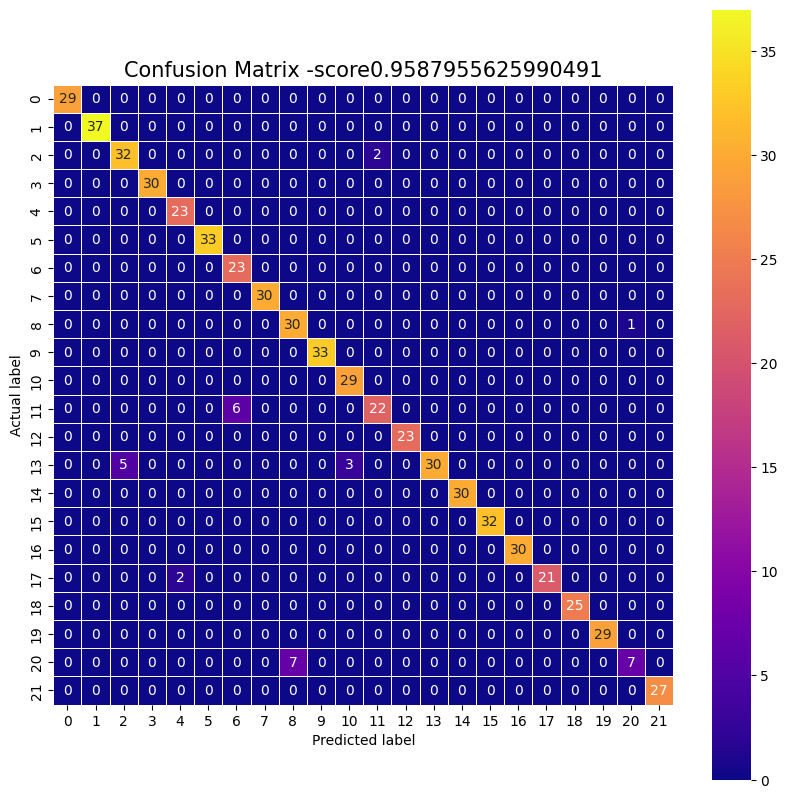 Confusion Matrix -score0.9587955625990491
0 29 0 0 0 0 0 0 0 0 0 0 0 0 0 0 0 0 0 0 0 0 0
1 0 37 0 0 0 0 0 0 0 0 0 0 0 0 0 0 0 0 0 0 0 0
2 0 0 32 0 0 0 0 0 0 0 0 2 0 0 0 0 0 0 0 0 0 0
3 0 0 0 30 0 0 0 0 0 0 0 0 0 0 0 0 0 0 0 0 0 0
4 0 0 0 0 23 0 0 0 0 0 0 0 0 0 0 0 0 0 0 0 0 0
5 0 0 0 0 0 33 0 0 0 0 0 0 0 0 0 0 0 0 0 0 0 0
6 0 0 0 0 0 0 23 0 0 0 0 0 0 0 0 0 0 0 0 0 0 0
7 0 0 0 0 0 0 0 30 0 0 0 0 0 0 0 0 0 0 0 0 0 0
8 0 0 0 0 0 0 0 0 30 0 0 0 0 0 0 0 0 0 0 0 1 0
9 0 0 0 0 0 0 0 0 0 33 0 0 0 0 0 0 0 0 0 0 0 0
10 0 0 0 0 0 0 0 0 0 0 29 0 0 0 0 0 0 0 0 0 0 0
11 0 0 0 0 0 0 6 0 0 0 0 22 0 0 0 0 0 0 0 0 0 0
12 0 0 0 0 0 0 0 0 0 0 0 0 23 0 0 0 0 0 0 0 0 0
13 0 0 5 0 0 0 0 0 0 0 3 0 0 30 0 0 0 0 0 0 0 0
14 0 0 0 0 0 0 0 0 0 0 0 0 0 0 30 0 0 0 0 0 0 0
15 0 0 0 0 0 0 0 0 0 0 0 0 0 0 0 32 0 0 0 0 0 0
16 0 0 0 0 0 0 0 0 0 0 0 0 0 0 0 0 30 0 0 0 0 0
17 0 0 0 0 2 0 0 0 0 0 0 0 0 0 0 0 0 21 0 0 0 0
18 0 0 0 0 0 0 0 0 0 0 0 0 0 0 0 0 0 0 25 0 0 0
19 0 0 0 0 0 0 0 0 0 0 0 0 0 0 0 0 0 0 0 29 0 0
20 0 0 0 0 0 0 0 0 7 0 0 0 0 0 0 0 0 0 0 0 7 0
21 0 0 0 0 0 0 0 0 0 0 0 0 0 0 0 0 0 0 0 0 0 27
0 1 2 3 4 5 6 7 8 9 10 11 12 13 14 15 16 17 18 19 20 21
Predicted label
Actual label
35
30
25
20
15
10
5
0